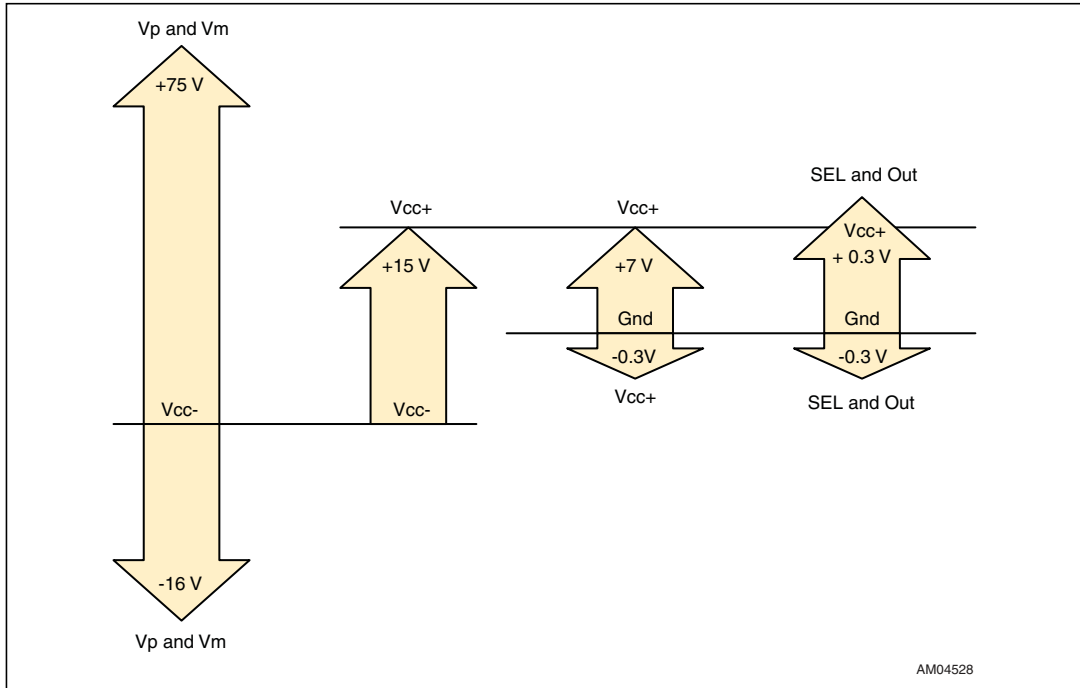 Vp and Vm
+75 V
SEL and Out
Vcc+
Vcc+
Vcc+
+ 0.3 V
+15 V
+7 V
Gnd
Gnd
-0.3V
-0.3 V
Vcc+
SEL and Out
Vcc-
Vcc-
-16 V
Vp and Vm
AM04528